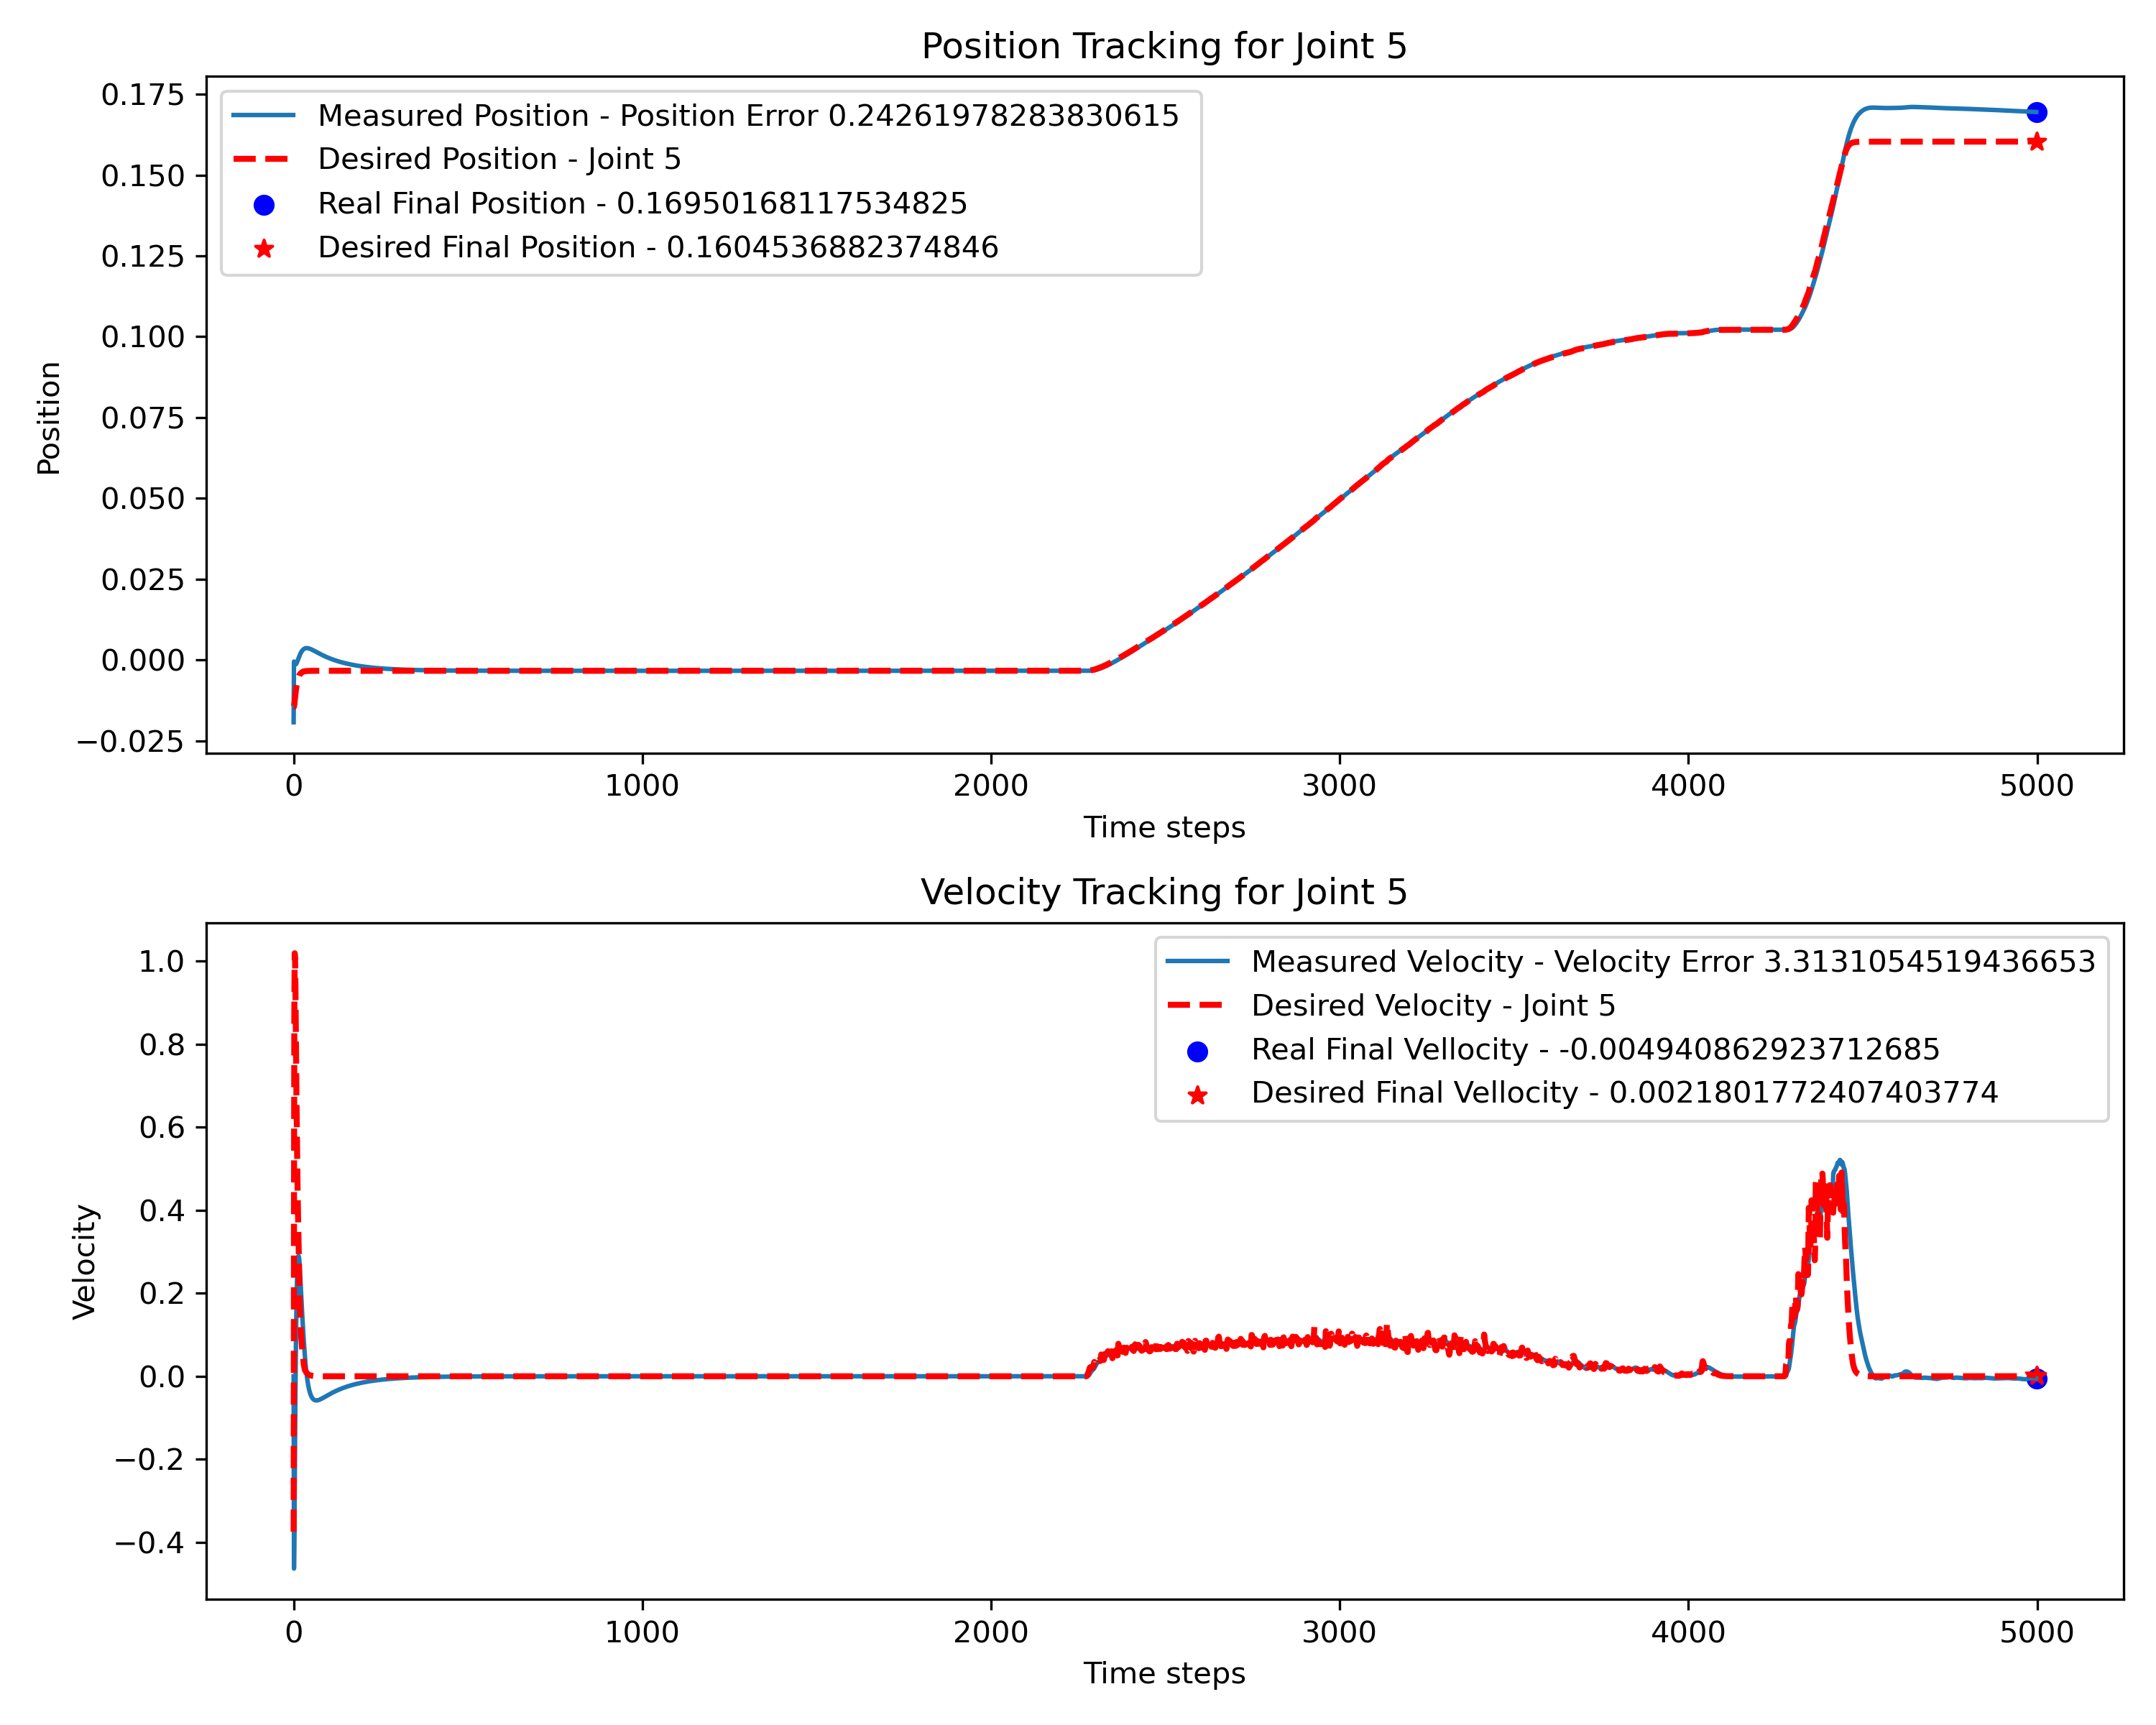 Position Tracking for Joint 5
Measured Position - Position Error 0.24261978283830615
Desired Position - Joint 5
Real Final Position - 0.16950168117534825
Desired Final Position - 0.1604536882374846
0.175
0.150
0.125
0.100
0.075
0.050
0.025
0.000
−0.025
Position
0 1000 2000 3000 4000 5000
Time steps
Velocity Tracking for Joint 5
Measured Velocity - Velocity Error 3.3131054519436653
Desired Velocity - Joint 5
Real Final Vellocity - -0.004940862923712685
Desired Final Vellocity - 0.0021801772407403774
1.0
0.8
0.6
0.4
0.2
0.0
−0.2
−0.4
Velocity
0 1000 2000 3000 4000 5000
Time steps